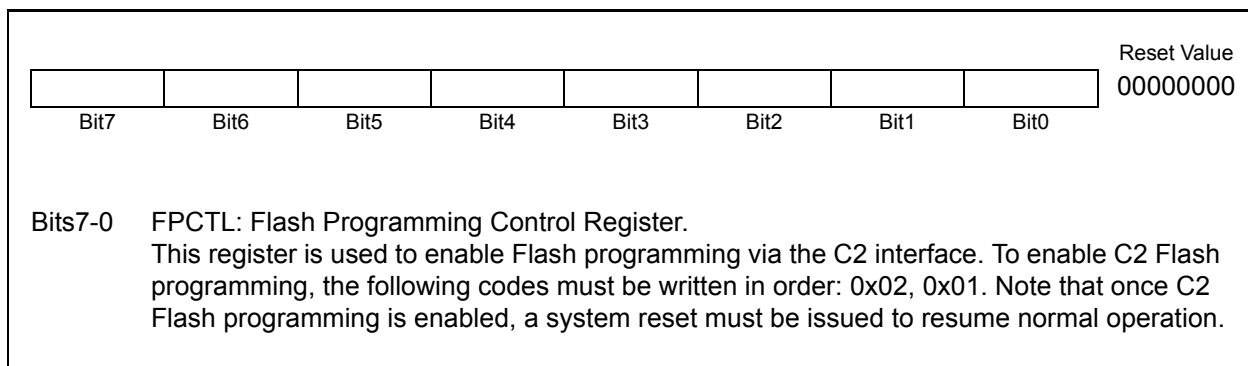 Reset Value
00000000
Bit7 Bit6 Bit5 Bit4 Bit3 Bit2 Bit1 Bit0
Bits7-0 FPCTL: Flash Programming Control Register.
This register is used to enable Flash programming via the C2 interface. To enable C2 Flash
programming, the following codes must be written in order: 0x02, 0x01. Note that once C2
Flash programming is enabled, a system reset must be issued to resume normal operation.